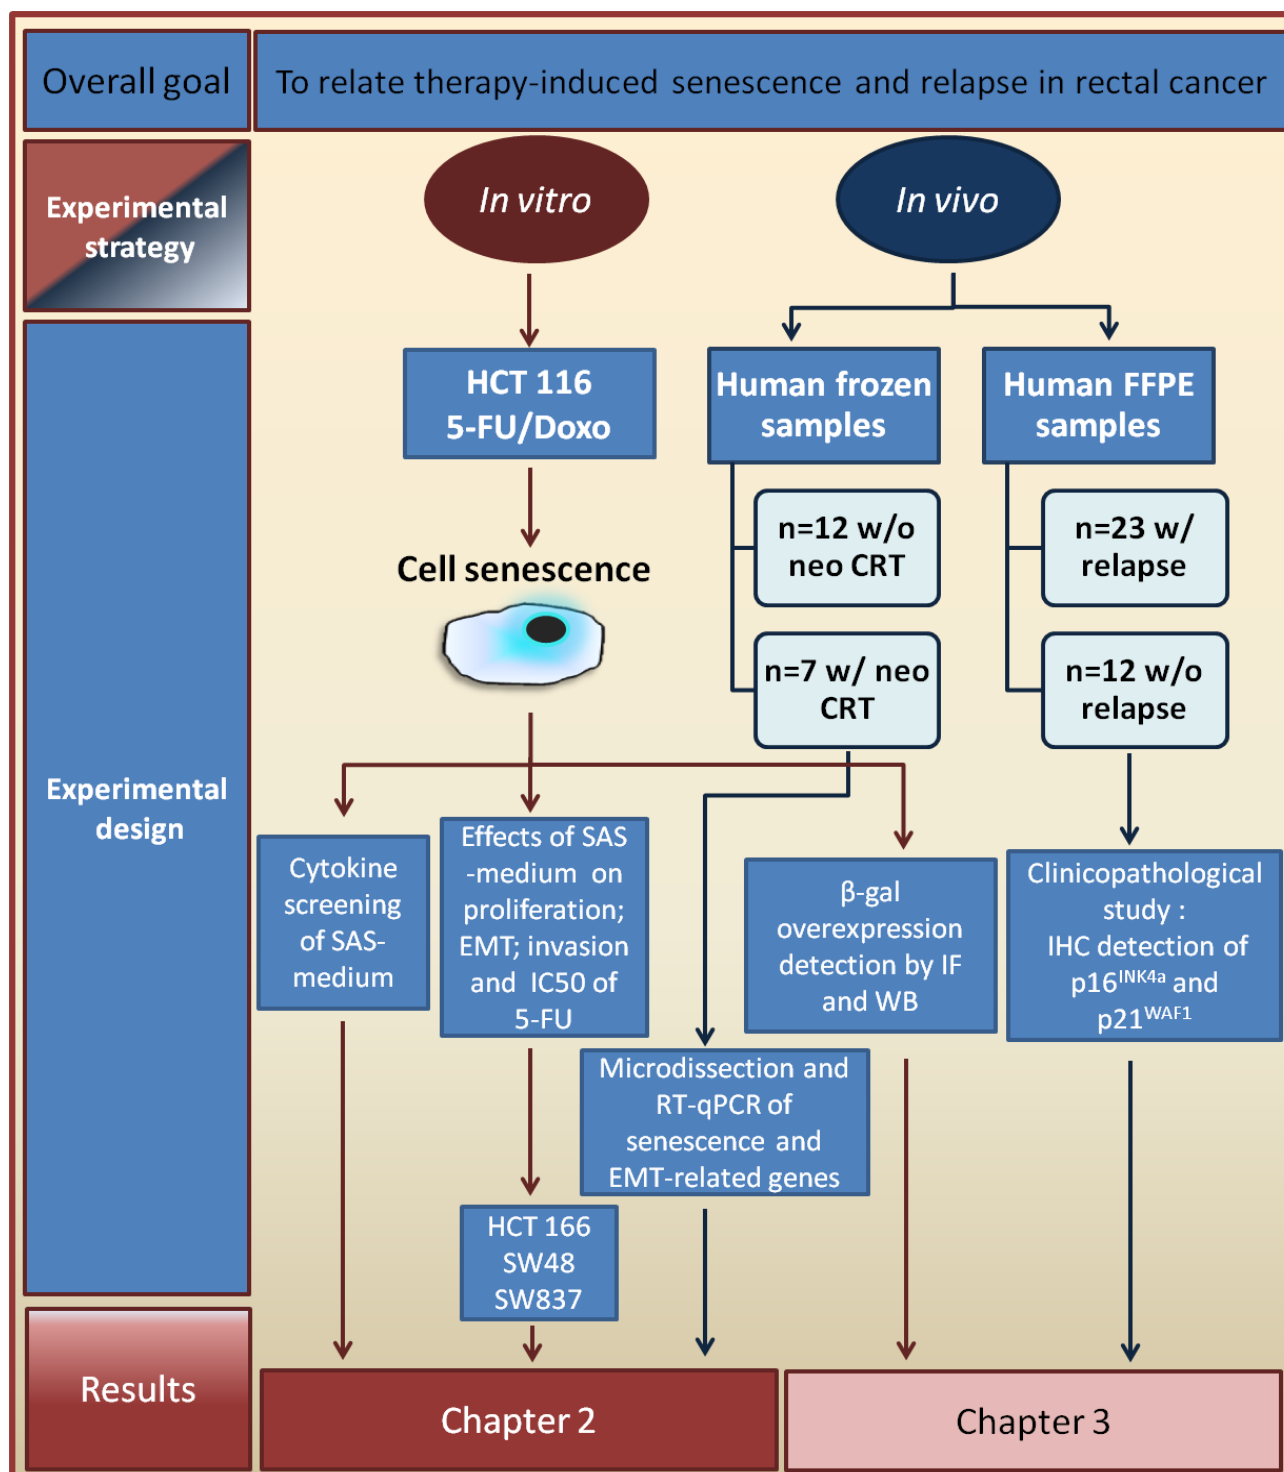 Overall goal
To relate therapy-induced senescence and relapse in rectal cancer
Experimental
strategy
In vitro
In vivo
Experimental
design
HCT 116
5-FU/Doxo
Human frozen
samples
Human FFPE
samples
n=12 w/o
neo CRT
n=23 w/
relapse
Cell senescence
n=7 w/ neo
CRT
n=12 w/o
relapse
Cytokine
screening
of SAS-
medium
Effects of SAS
-medium on
proliferation;
EMT; invasion
and IC50 of
5-FU
β-gal
overexpression
detection by IF
and WB
Clinicopathological
study :
IHC detection of
p16INK4a and
p21WAF1
Microdissection and
RT-qPCR of
senescence and
EMT-related genes
HCT 166
SW48
SW837
Results
Chapter 2
Chapter 3